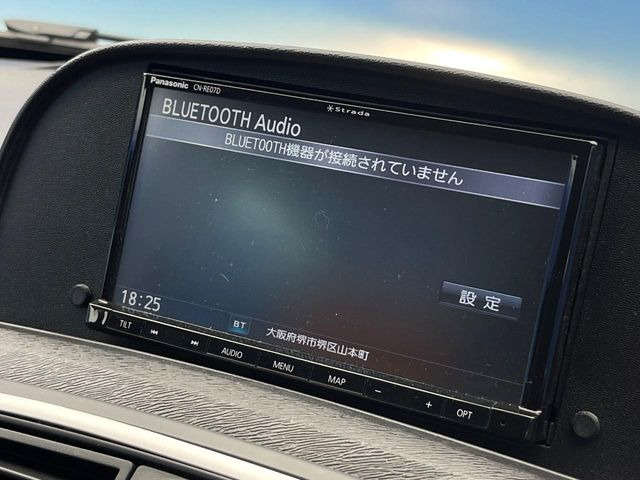 Panasonic
CN-RE07D
Strada
BLUETOOTH Audio
BLUETOOTH機器が接続されていません
設定
18:25
BT
大阪府堺市堺区山本町
TILT
AUDIO
MENU
MAP
-
+
OPT